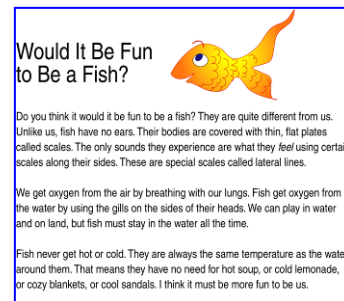 Would It Be Fun
to Be a Fish?
Do you think it would it be fun to be a fish? They are quite different from us.
Unlike us, fish have no ears. Their bodies are covered with thin, flat plates
called scales. The only sounds they experience are what they feel using certai
scales along their sides. These are special scales called lateral lines.
We get oxygen from the air by breathing with our lungs. Fish get oxygen from
the water by using the gills on the sides of their heads. We can play in water
and on land, but fish must stay in the water all the time.
Fish never get hot or cold. They are always the same temperature as the wate
around them. That means they have no need for hot soup, or cold lemonade,
or cozy blankets, or cool sandals. I think it must be more fun to be us.